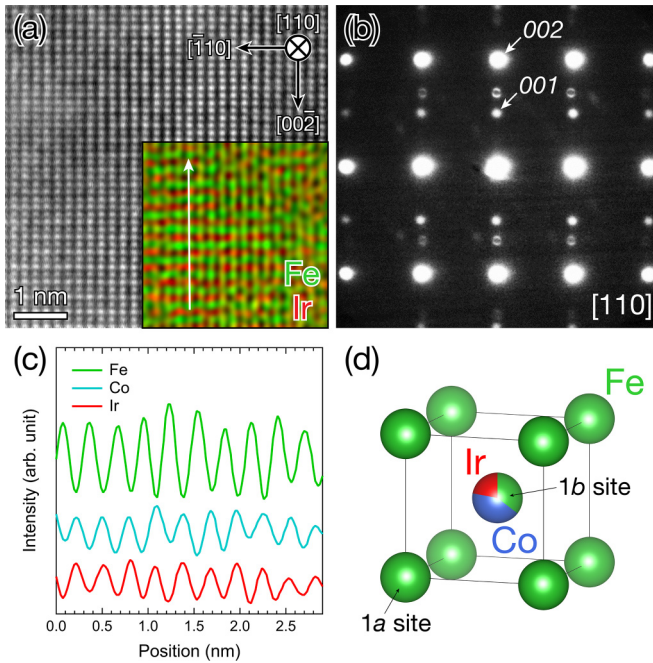 (a)
[110]
[1̅10]
[002̅]
Fe
Ir
1 nm
(b)
002
001
[110]
(c)
Fe
Co
Ir
Intensity (arb. unit)
0.0 0.5 1.0 1.5 2.0 2.5
Position (nm)
(d)
Fe
Ir
1b site
Co
1a site